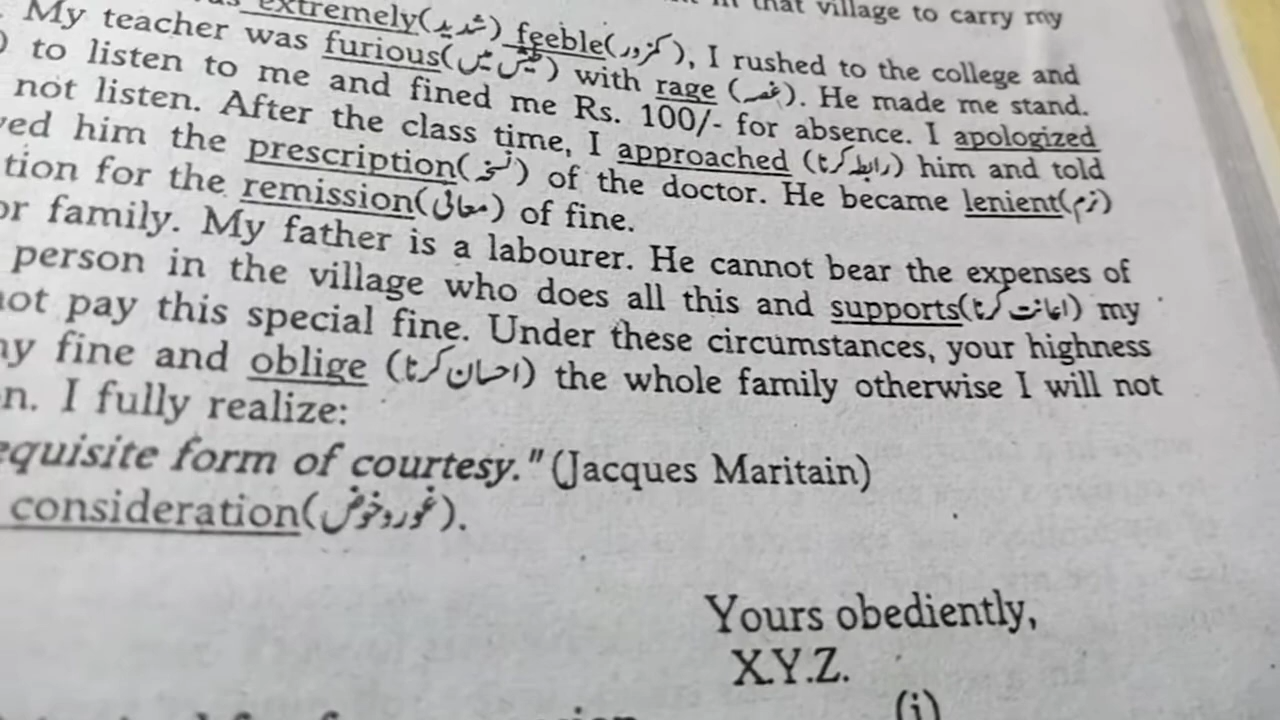 that village to carry my
extremely(شدید) feeble(کمزور), I rushed to the college and
My teacher was furious(طیش میں) with rage (غصہ). He made me stand.
to listen to me and fined me Rs. 100/- for absence. I apologized
not listen. After the class time, I approached (رابطہ کرنا) him and told
him the prescription(نسخہ) of the doctor. He became lenient(نرم)
for the remission(معافی) of fine.
family. My father is a labourer. He cannot bear the expenses of
person in the village who does all this and supports(اعانت کرنا) my
pay this special fine. Under these circumstances, your highness
fine and oblige (احسان کرنا) the whole family otherwise I will not
I fully realize:
form of courtesy." (Jacques Maritain)
consideration(غوروخوض).
Yours obediently,
X.Y.Z.
(i)